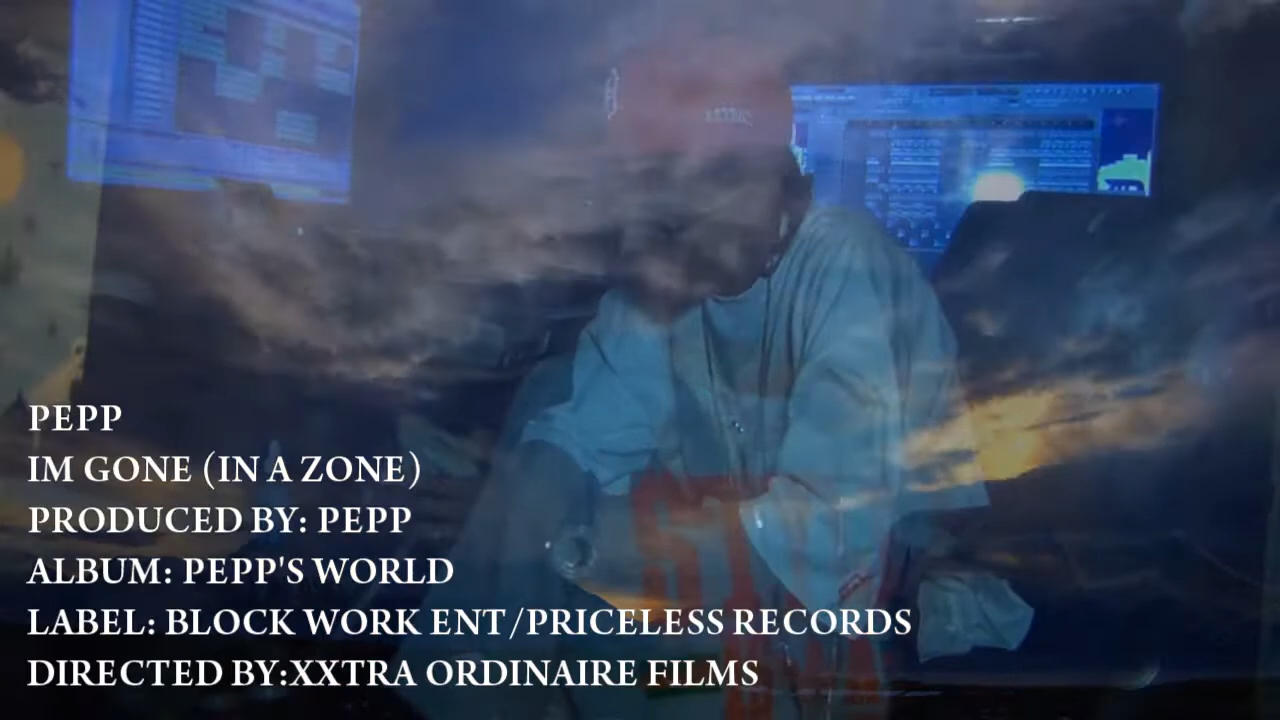 PEPP
IM GONE (IN A ZONE)
PRODUCED BY: PEPP
ALBUM: PEPP'S WORLD
LABEL: BLOCK WORK ENT/PRICELESS RECORDS
DIRECTED BY:XXTRA ORDINAIRE FILMS